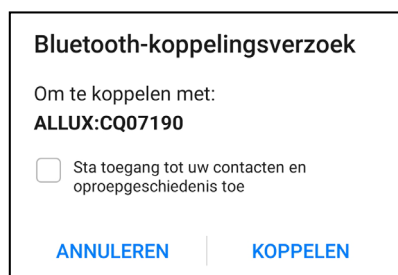 Bluetooth-koppelingsverzoek
Om te koppelen met:
ALLUX:CQ07190
Sta toegang tot uw contacten en
oproepgeschiedenis toe
ANNULEREN KOPPELEN